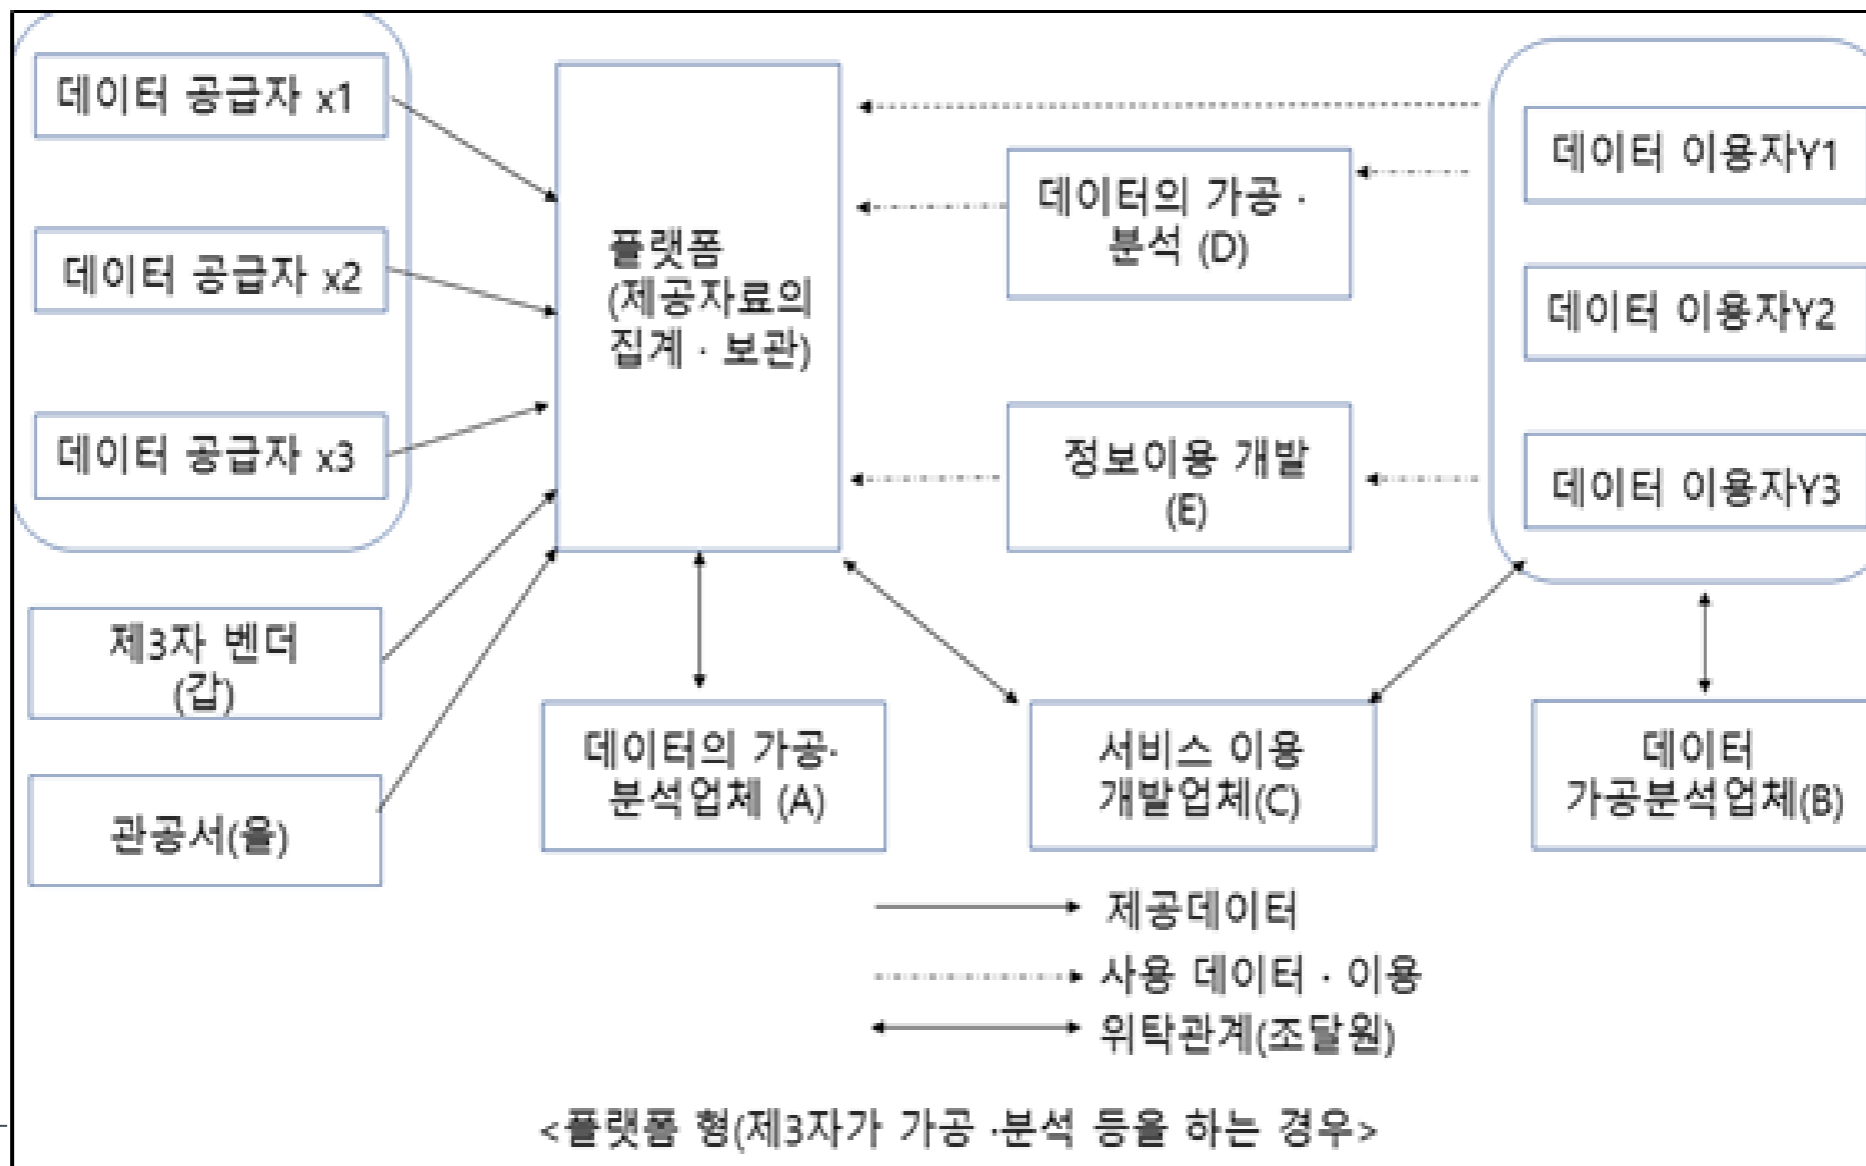 데이터 공급자 x1
데이터 공급자 x2
데이터 공급자 x3
제3자 벤더
(갑)
관공서(을)
플랫폼
(제공자료의
집계 · 보관)
데이터의 가공 ·
분석 (D)
정보이용 개발
(E)
데이터 이용자Y1
데이터 이용자Y2
데이터 이용자Y3
데이터의 가공·
분석업체 (A)
서비스 이용
개발업체(C)
데이터
가공분석업체(B)
제공데이터
사용 데이터 · 이용
위탁관계(조달원)
<플랫폼 형(제3자가 가공 ·분석 등을 하는 경우>